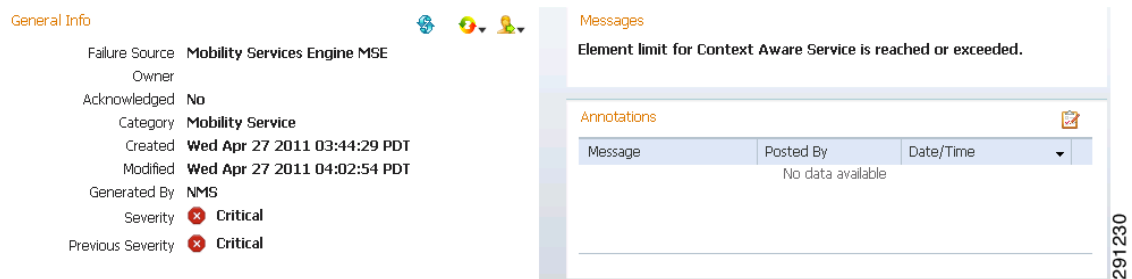 General Info
Failure Source Mobility Services Engine MSE
Owner
Acknowledged No
Category Mobility Service
Created Wed Apr 27 2011 03:44:29 PDT
Modified Wed Apr 27 2011 04:02:54 PDT
Generated By NMS
Severity Critical
Previous Severity Critical
Messages
Element limit for Context Aware Service is reached or exceeded.
Annotations
Message Posted By Date/Time
No data available
291230